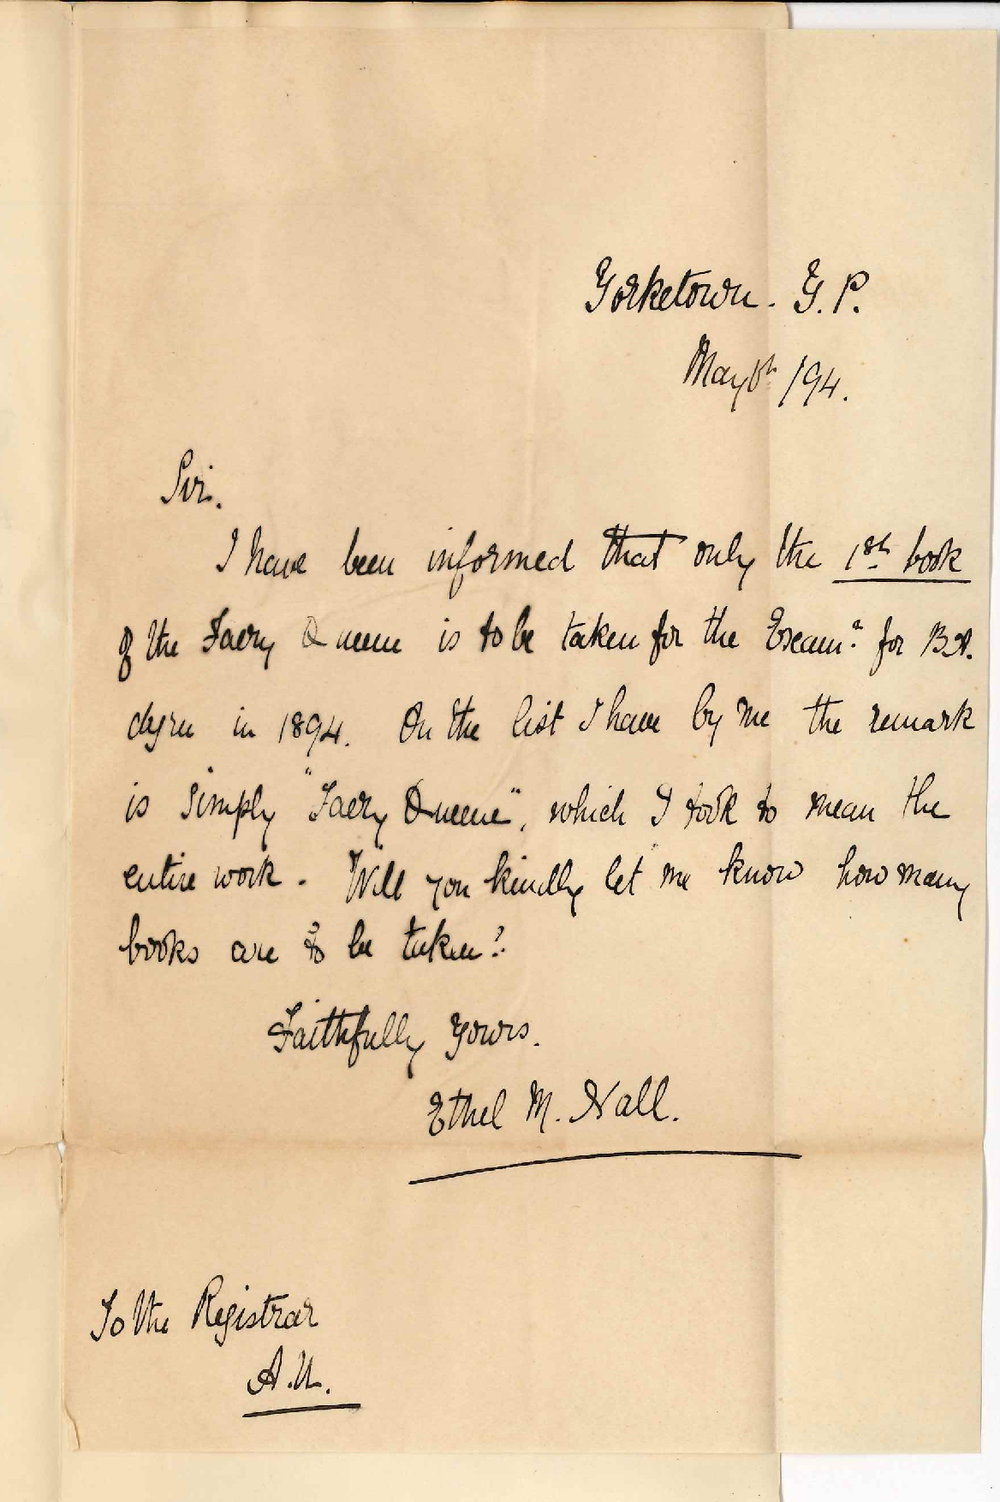 Yorketown. Y.P.
May 6th /94.
Sir.
I have been informed that only the 1st book
of the Faery Queene is to be taken for the Examn. for B.A.
degree in 1894. On the list I have by me the remark
is simply "Faery Queene", which I took to mean the
entire work. Will you kindly let me know how many
books are to be taken?
Faithfully Yours.
Ethel M. Nall.
To the Registrar
A.U.